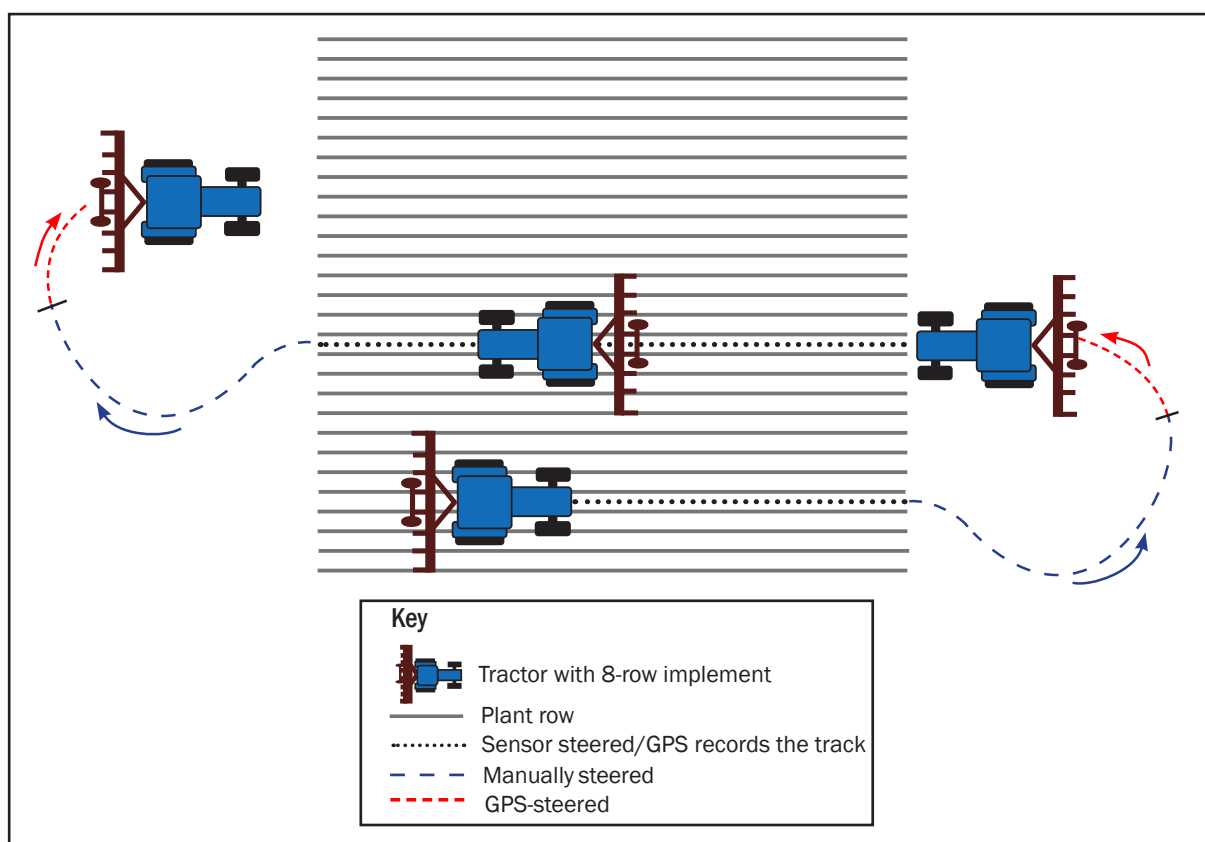 Key
Tractor with 8-row implement
Plant row
Sensor steered/GPS records the track
Manually steered
GPS-steered